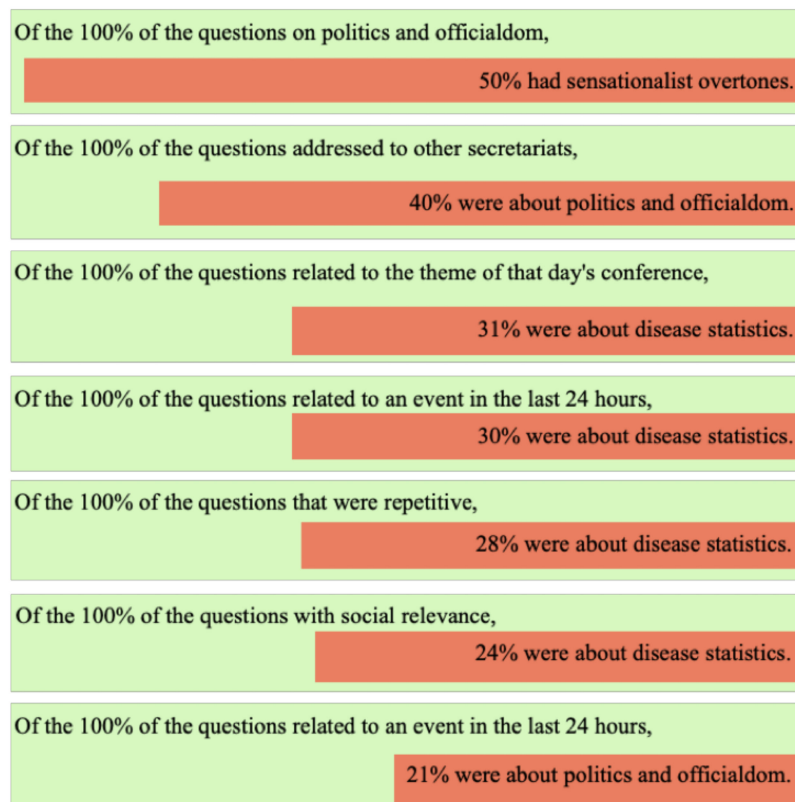 Of the 100% of the questions on politics and officialdom,
50% had sensationalist overtones.
Of the 100% of the questions addressed to other secretariats,
40% were about politics and officialdom.
Of the 100% of the questions related to the theme of that day's conference,
31% were about disease statistics.
Of the 100% of the questions related to an event in the last 24 hours,
30% were about disease statistics.
Of the 100% of the questions that were repetitive,
28% were about disease statistics.
Of the 100% of the questions with social relevance,
24% were about disease statistics.
Of the 100% of the questions related to an event in the last 24 hours,
21% were about politics and officialdom.